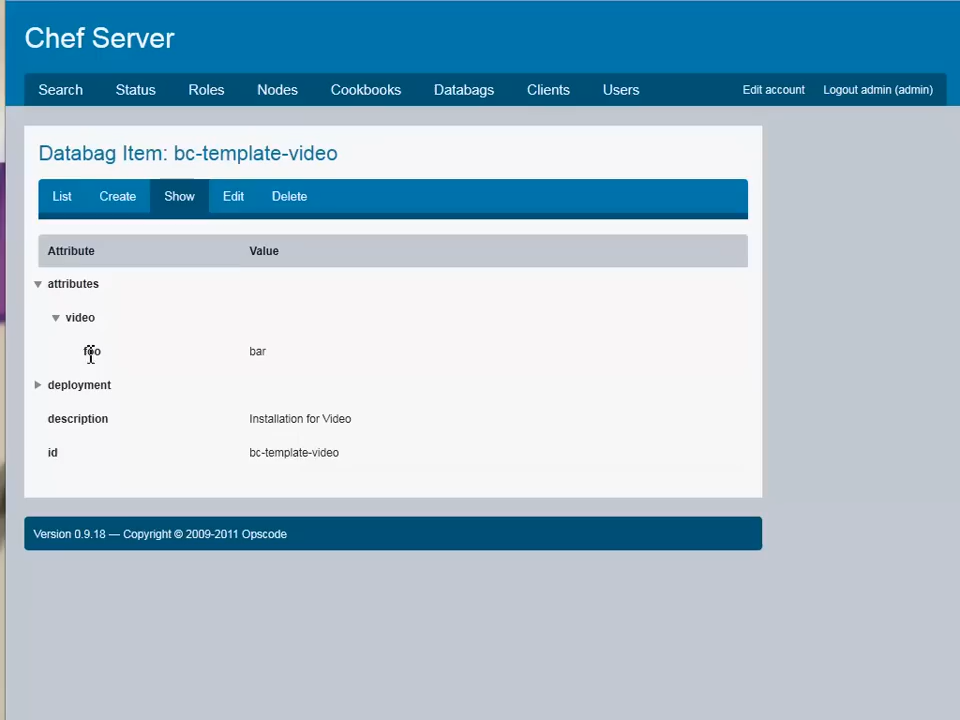 Chef Server
Search Status Roles Nodes Cookbooks Databags Clients Users Edit account Logout admin (admin)
Databag Item: bc-template-video
List Create Show Edit Delete
Attribute Value
attributes
video
foo bar
deployment
description Installation for Video
id bc-template-video
Version 0.9.18 — Copyright © 2009-2011 Opscode